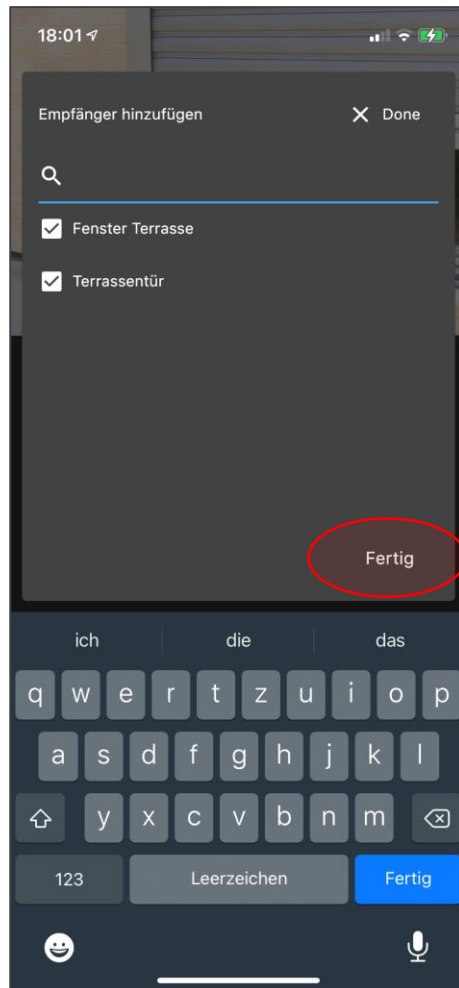 18:01
Empfänger hinzufügen Done
Fenster Terrasse
Terrassentür
Fertig
ich die das
q w e r t z u i o p
a s d f g h j k l
y x c v b n m
123 Leerzeichen Fertig